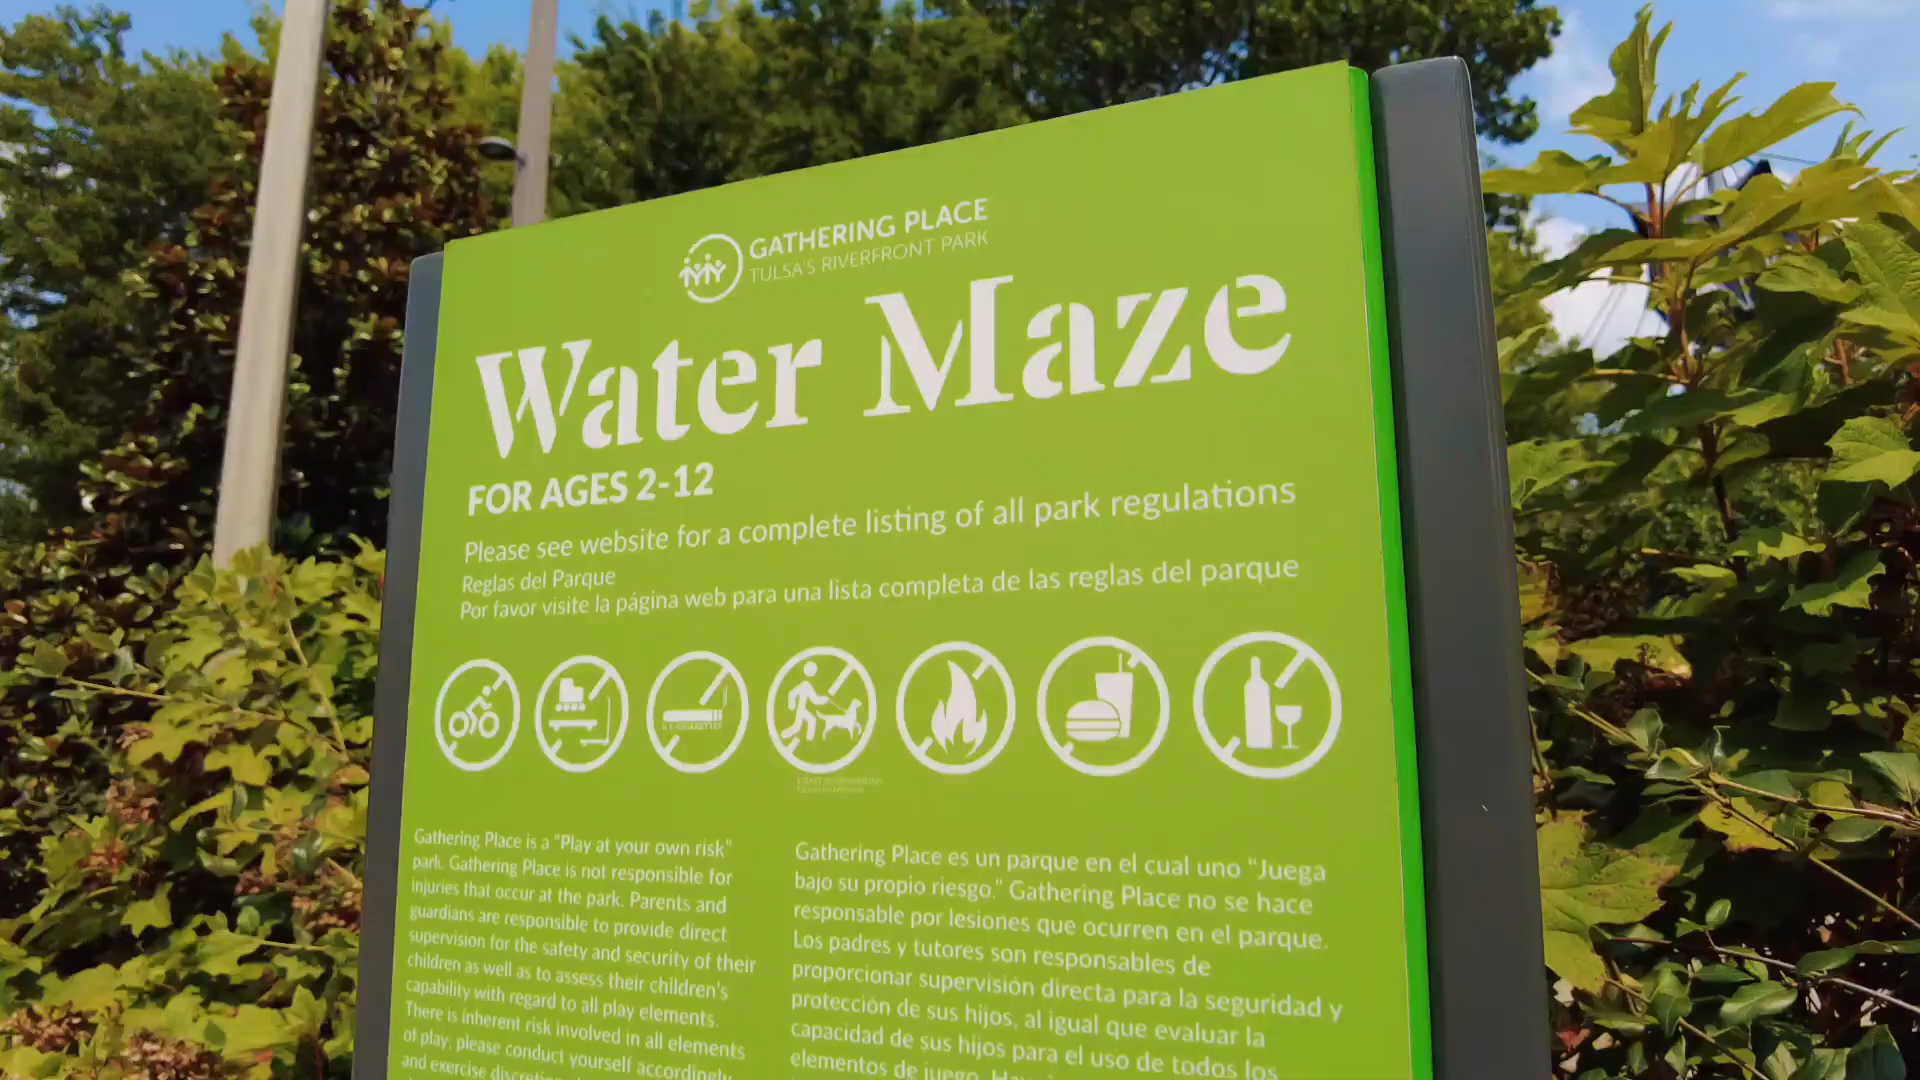 GATHERING PLACE
TULSA'S RIVERFRONT PARK
Water Maze
FOR AGES 2-12
Please see website for a complete listing of all park regulations
Reglas del Parque
Por favor visite la página web para una lista completa de las reglas del parque
& E-CIGARETTES
Gathering Place is a "Play at your own risk"
park. Gathering Place is not responsible for
injuries that occur at the park. Parents and
guardians are responsible to provide direct
supervision for the safety and security of their
children as well as to assess their children's
capability with regard to all play elements.
There is inherent risk involved in all elements
of play; please conduct yourself accordingly
and exercise
Gathering Place es un parque en el cual uno "Juega
bajo su propio riesgo." Gathering Place no se hace
responsable por lesiones que ocurren en el parque.
Los padres y tutores son responsables de
proporcionar supervisión directa para la seguridad y
protección de sus hijos, al igual que evaluar la
capacidad de sus hijos para el uso de todos los
elementos de juego.